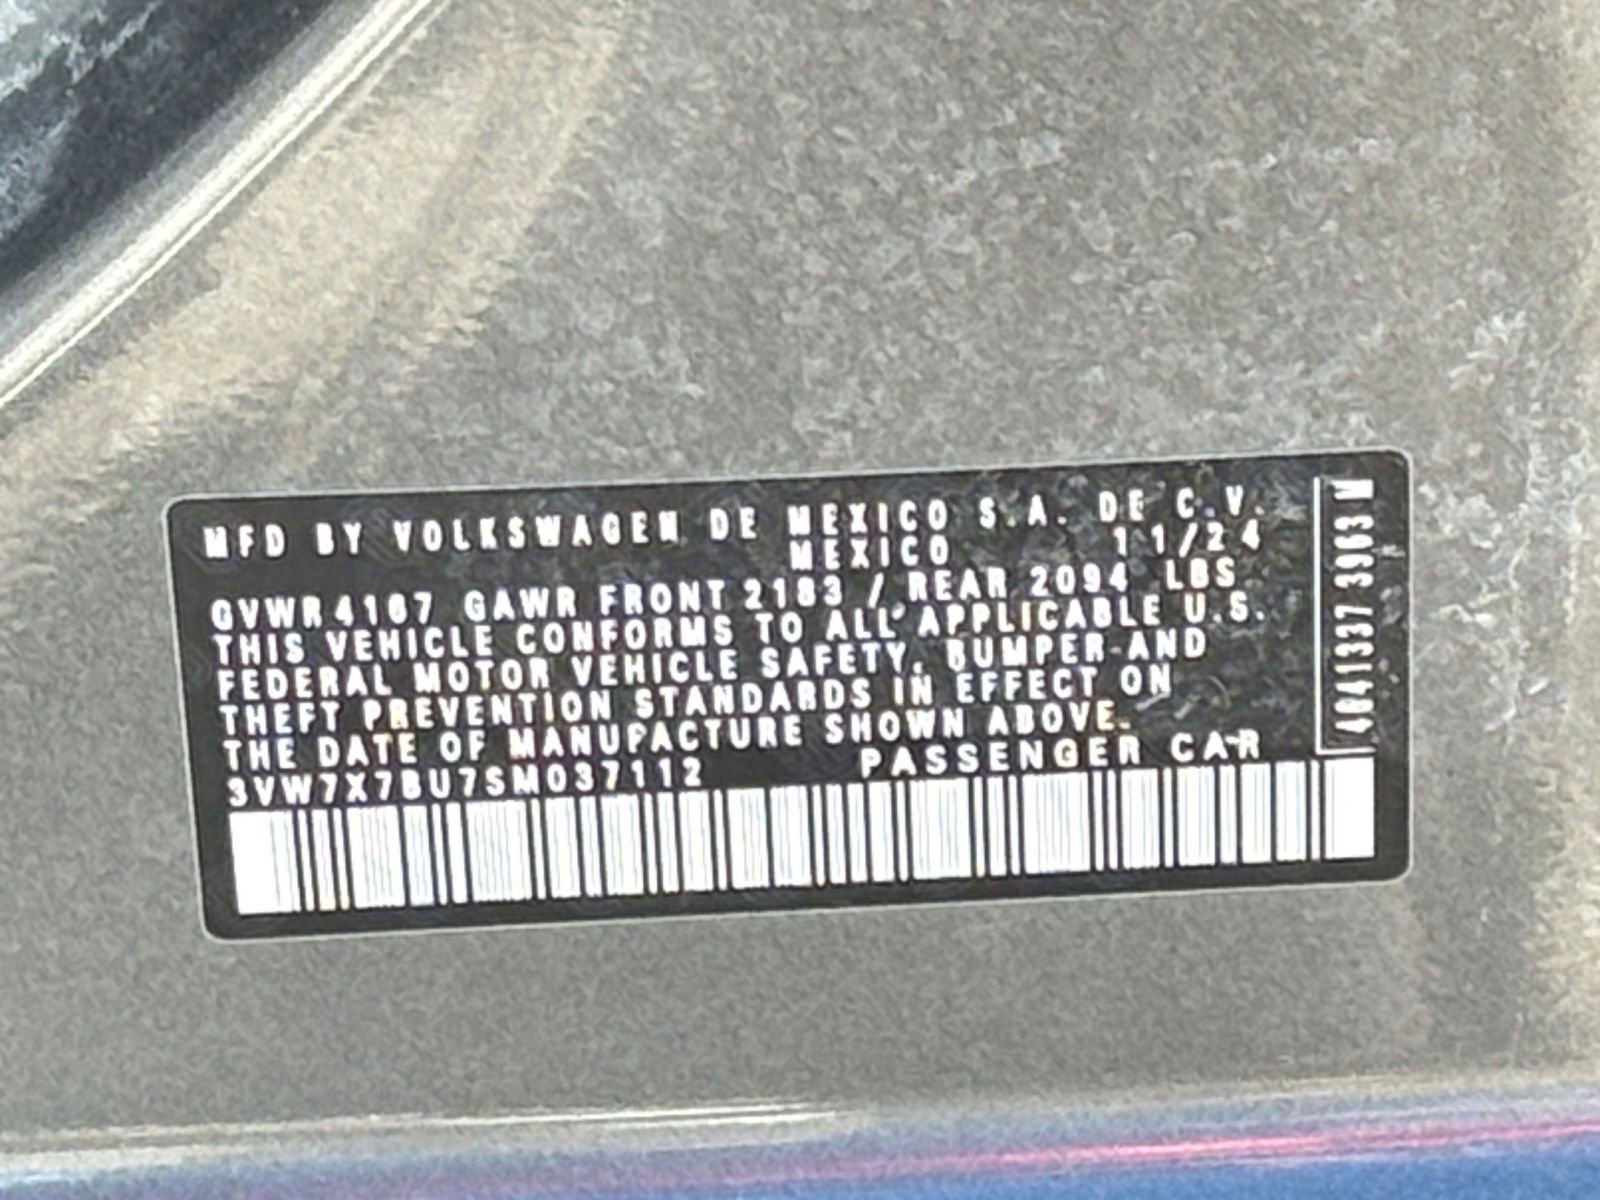 MFD BY VOLKSWAGEN DE MEXICO S.A. DE C.V.
MEXICO 11/24
GVWR 4167 GAWR FRONT 2183 / REAR 2094 LBS
THIS VEHICLE CONFORMS TO ALL APPLICABLE U.S.
FEDERAL MOTOR VEHICLE SAFETY, BUMPER AND
THEFT PREVENTION STANDARDS IN EFFECT ON
THE DATE OF MANUFACTURE SHOWN ABOVE.
3VW7X7BU7SM037112 PASSENGER CAR